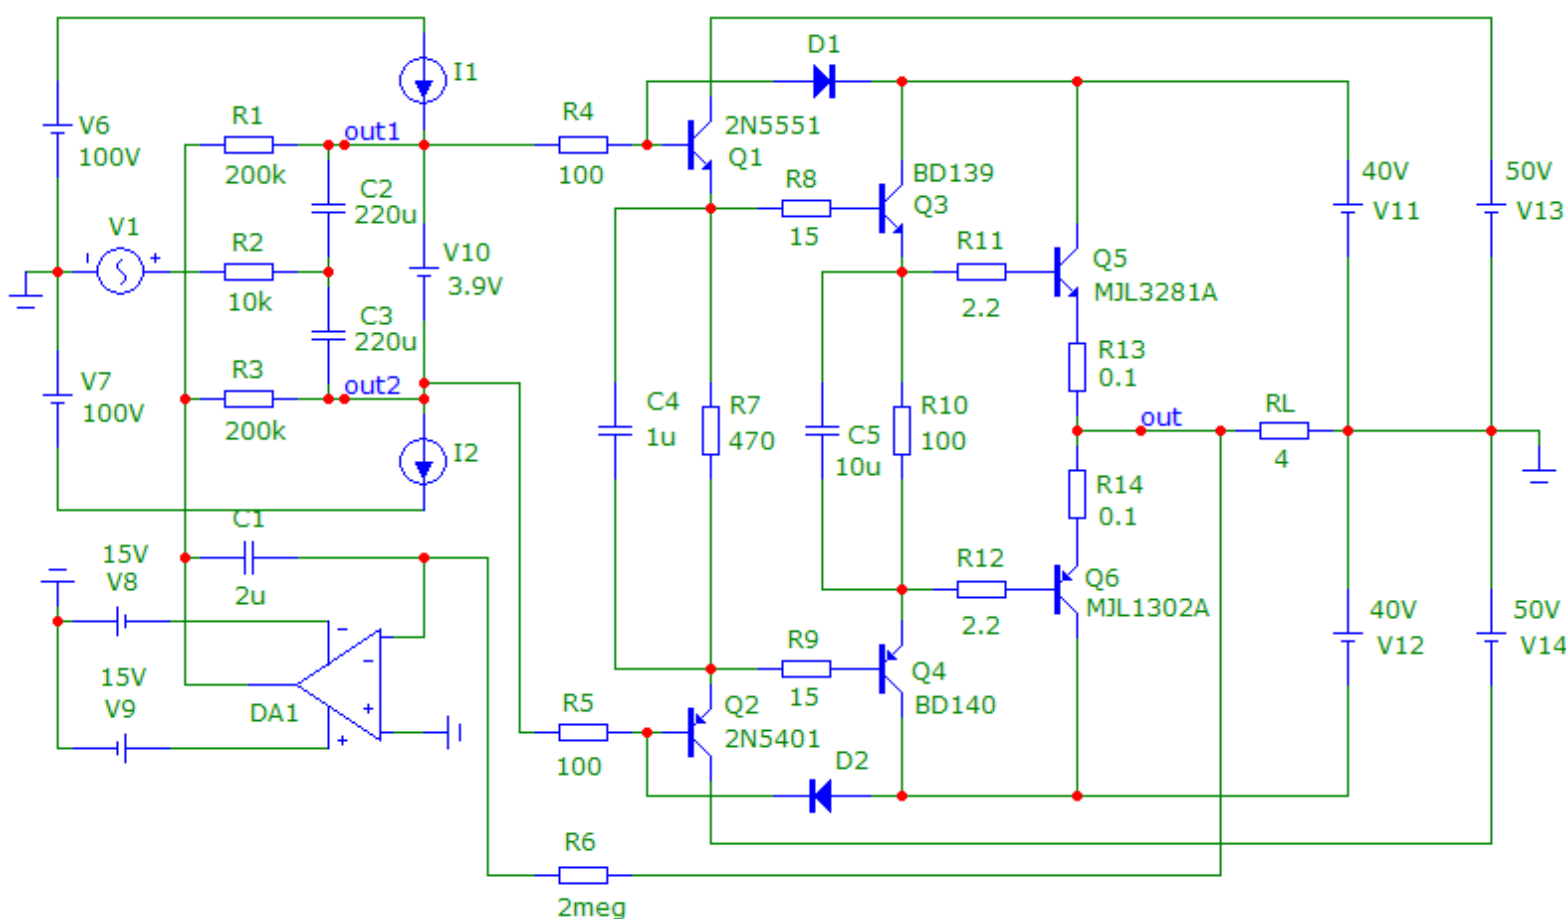 D1
I1
V6
100V
R1
out1
200k
R4
100
2N5551
Q1
C2
220u
R8
15
BD139
Q3
40V
V11
50V
V13
V1
R2
10k
V10
3.9V
R11
2.2
Q5
MJL3281A
C3
220u
R13
0.1
V7
100V
R3
out2
200k
C4
1u
R7
470
C5
10u
R10
100
out
RL
4
I2
R14
0.1
C1
2u
15V
V8
R12
2.2
Q6
MJL1302A
40V
V12
50V
V14
15V
V9
DA1
R5
100
Q2
2N5401
R9
15
Q4
BD140
D2
R6
2meg